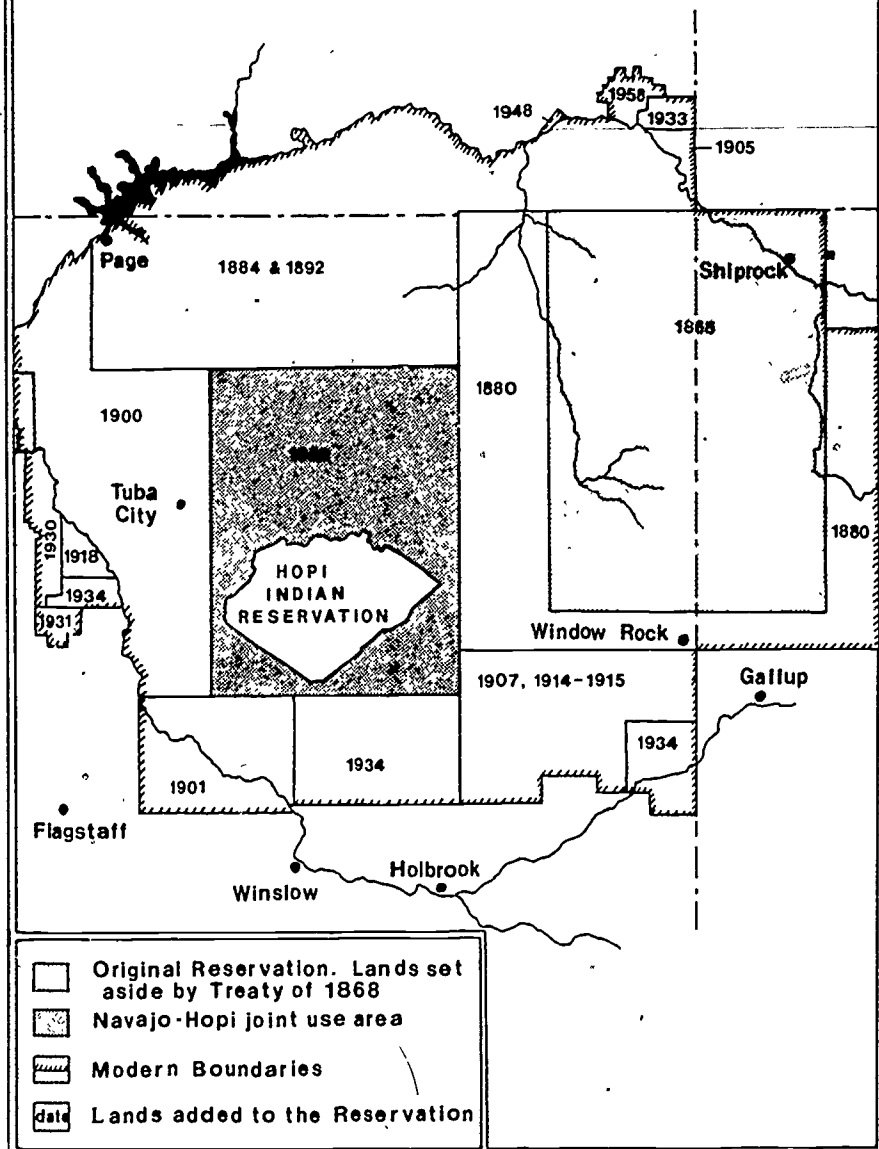 1958
1948
1933
1905
Page
1884 & 1892
Shiprock
1868
1880
1900
Tuba
City
1930
1918
1934
1931
HOPI
INDIAN
RESERVATION
1880
Window Rock
1907, 1914-1915
Gallup
1934
1934
1901
Flagstaff
Holbrook
Winslow
Original Reservation. Lands set
aside by Treaty of 1868
Navajo-Hopi joint use area
Modern Boundaries
date Lands added to the Reservation